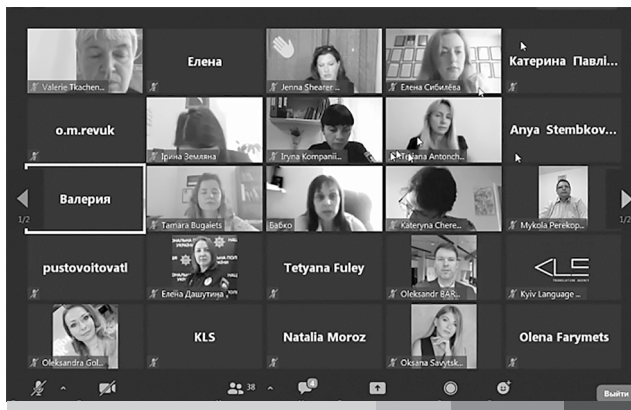 Valerie Tkachen...
Елена
Jenna Shearer ...
Елена Сибилёва
Катерина Павлі...
o.m.revuk
Ірина Земляна
Iryna Kompanii...
Tetiana Antonch...
Anya Stembkov...
1/2
Валерия
Tamara Bugaiets
Бабко
Kateryna Chere...
Mykola Perekop...
1/2
pustovoitovatl
Елена Дашутина
Tetyana Fuley
Oleksandr BAR...
KLS
Kyiv Language ...
Oleksandra Gol...
KLS
Natalia Moroz
Oksana Savytsk...
Olena Farymets
38
4
Выйти